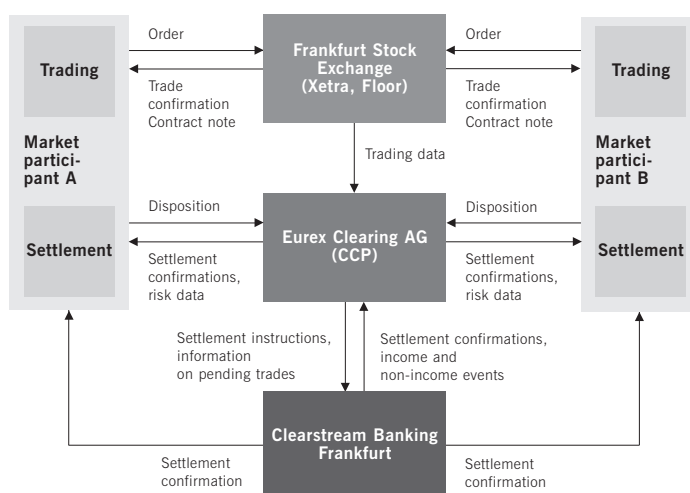 Order
Frankfurt Stock
Exchange
(Xetra, Floor)
Order
Trading
Trading
Trade
confirmation
Contract note
Trade
confirmation
Contract note
Market
partici-
pant A
Market
partici-
pant B
Trading data
Disposition
Disposition
Eurex Clearing AG
(CCP)
Settlement
Settlement
Settlement
confirmations,
risk data
Settlement
confirmations,
risk data
Settlement instructions,
information
on pending trades
Settlement confirmations,
income and
non-income events
Clearstream Banking
Frankfurt
Settlement
confirmation
Settlement
confirmation